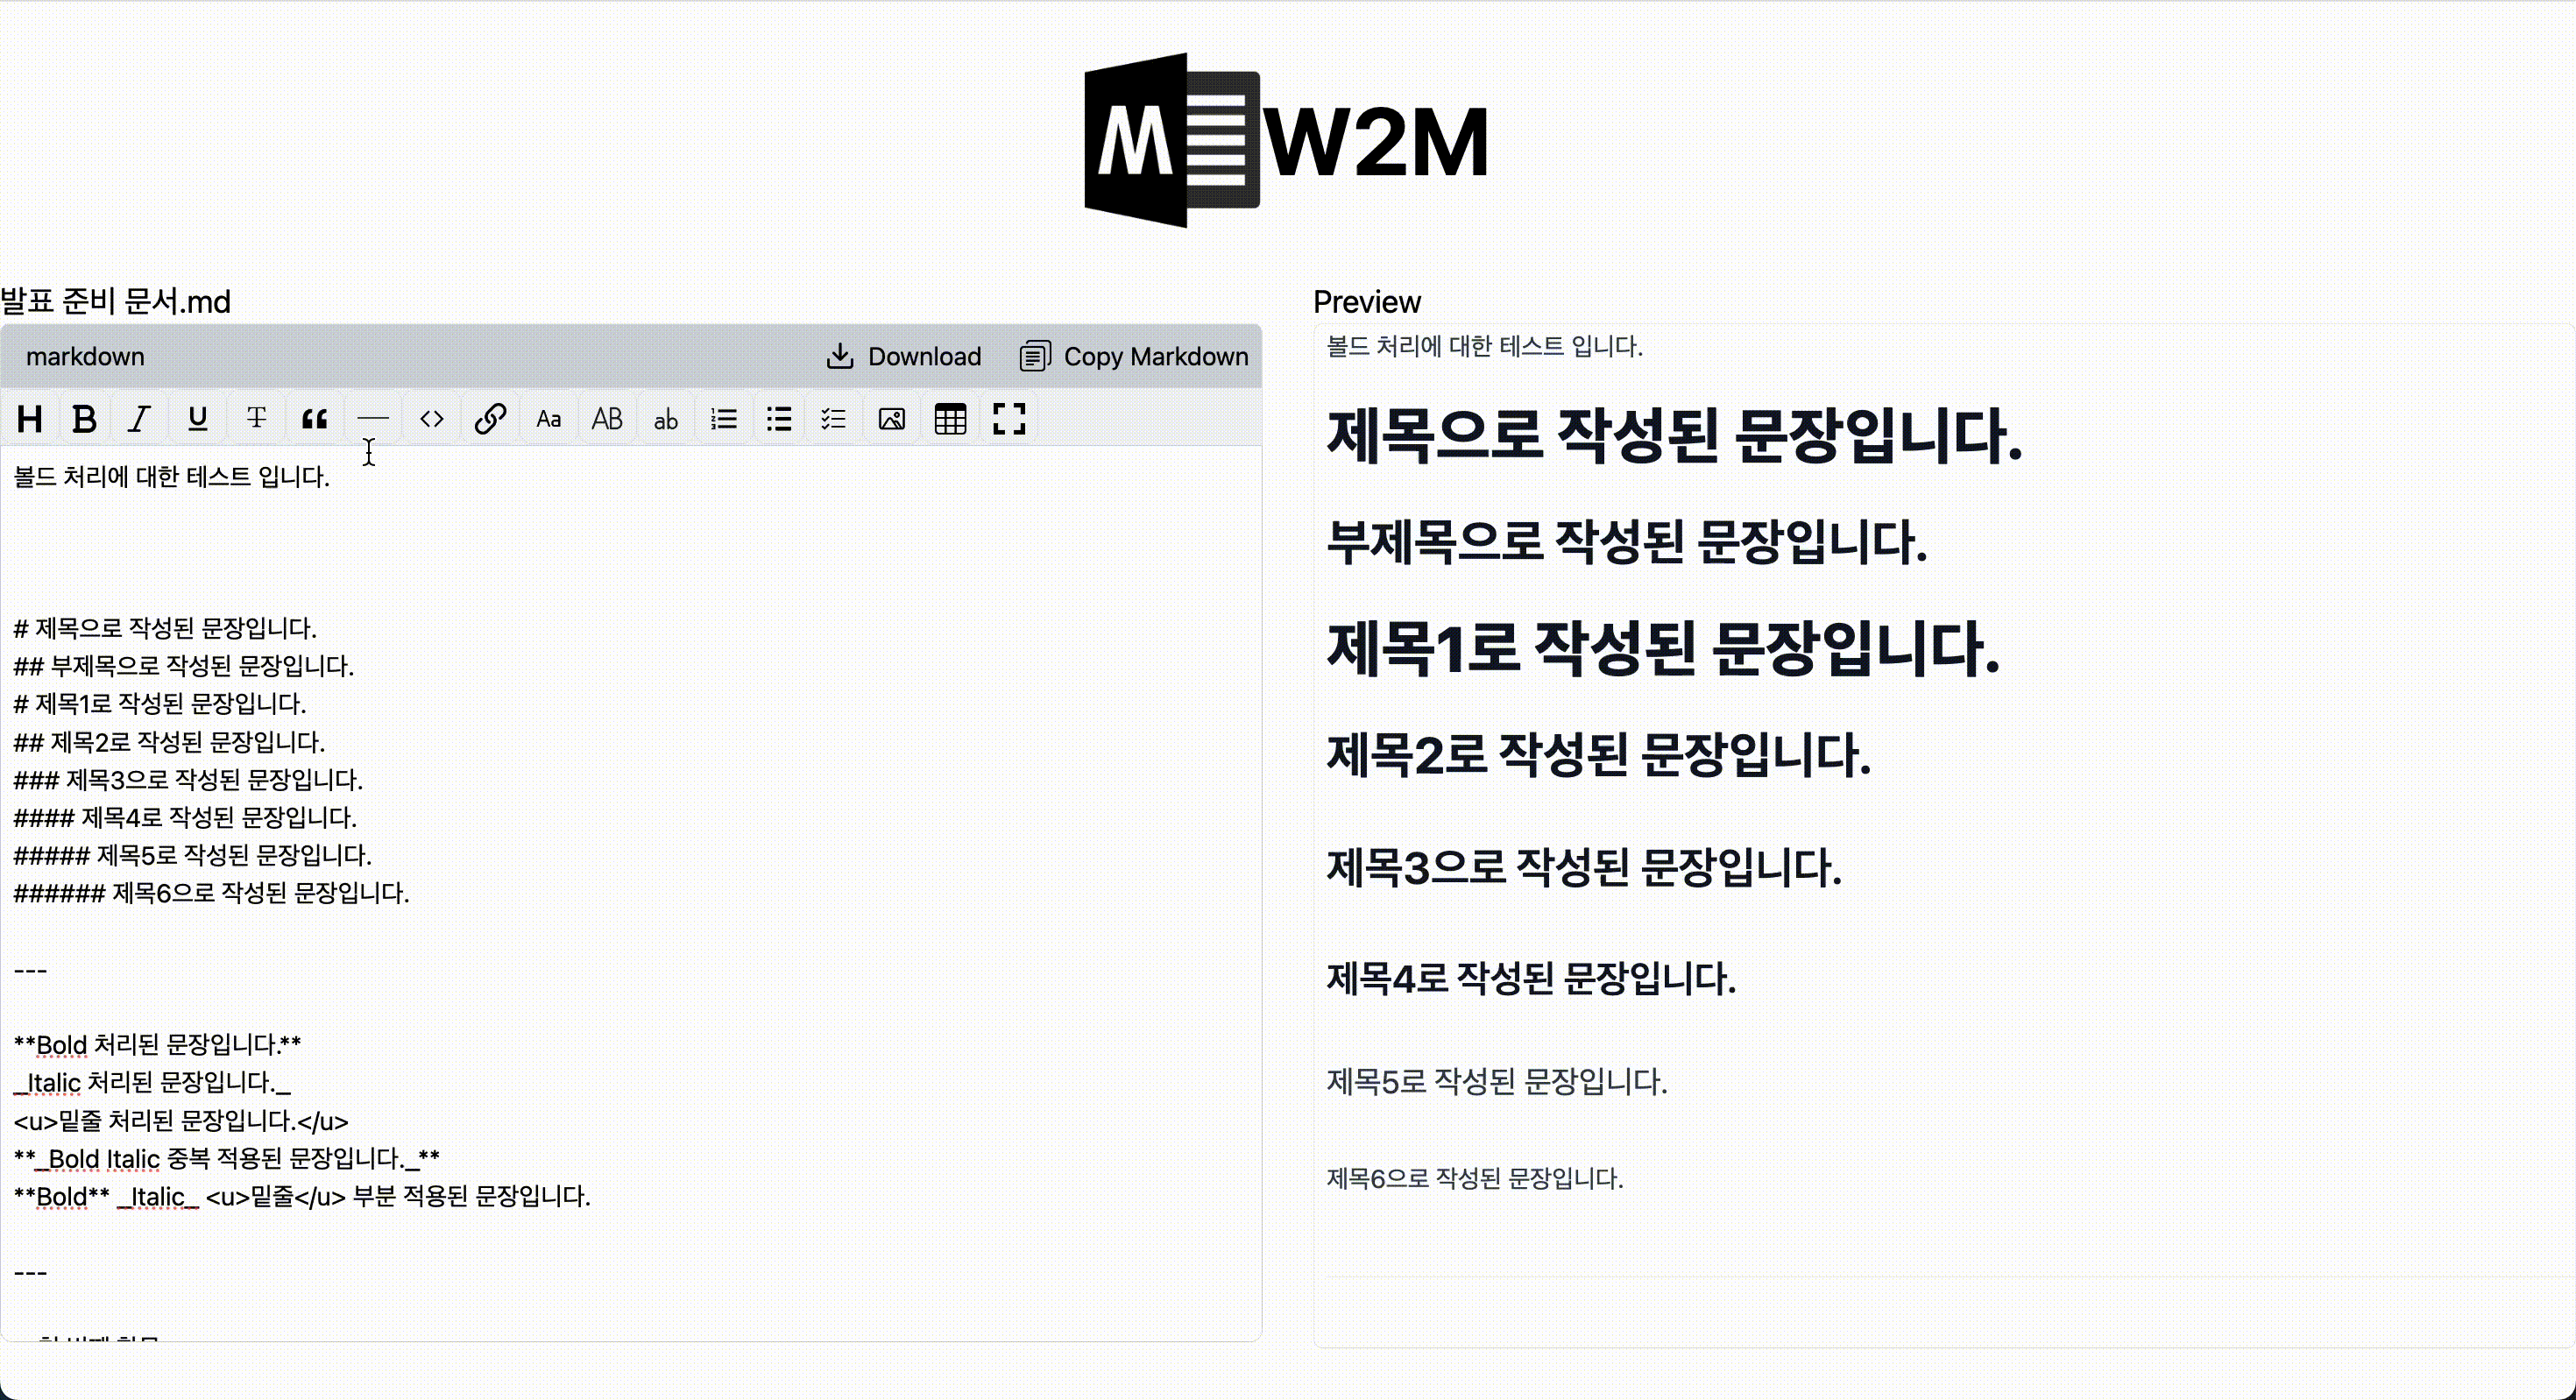 W2M
발표 준비 문서.md
markdown
Download
Copy Markdown
H B I U T “ <> Aa AB ab
볼드 처리에 대한 테스트 입니다.
# 제목으로 작성된 문장입니다.
## 부제목으로 작성된 문장입니다.
# 제목1로 작성된 문장입니다.
## 제목2로 작성된 문장입니다.
### 제목3으로 작성된 문장입니다.
#### 제목4로 작성된 문장입니다.
##### 제목5로 작성된 문장입니다.
###### 제목6으로 작성된 문장입니다.
---
**Bold 처리된 문장입니다.**
_Italic 처리된 문장입니다._
<u>밑줄 처리된 문장입니다.</u>
**_Bold Italic 중복 적용된 문장입니다._**
**Bold** _Italic_ <u>밑줄</u> 부분 적용된 문장입니다.
---
Preview
볼드 처리에 대한 테스트 입니다.
제목으로 작성된 문장입니다.
부제목으로 작성된 문장입니다.
제목1로 작성된 문장입니다.
제목2로 작성된 문장입니다.
제목3으로 작성된 문장입니다.
제목4로 작성된 문장입니다.
제목5로 작성된 문장입니다.
제목6으로 작성된 문장입니다.